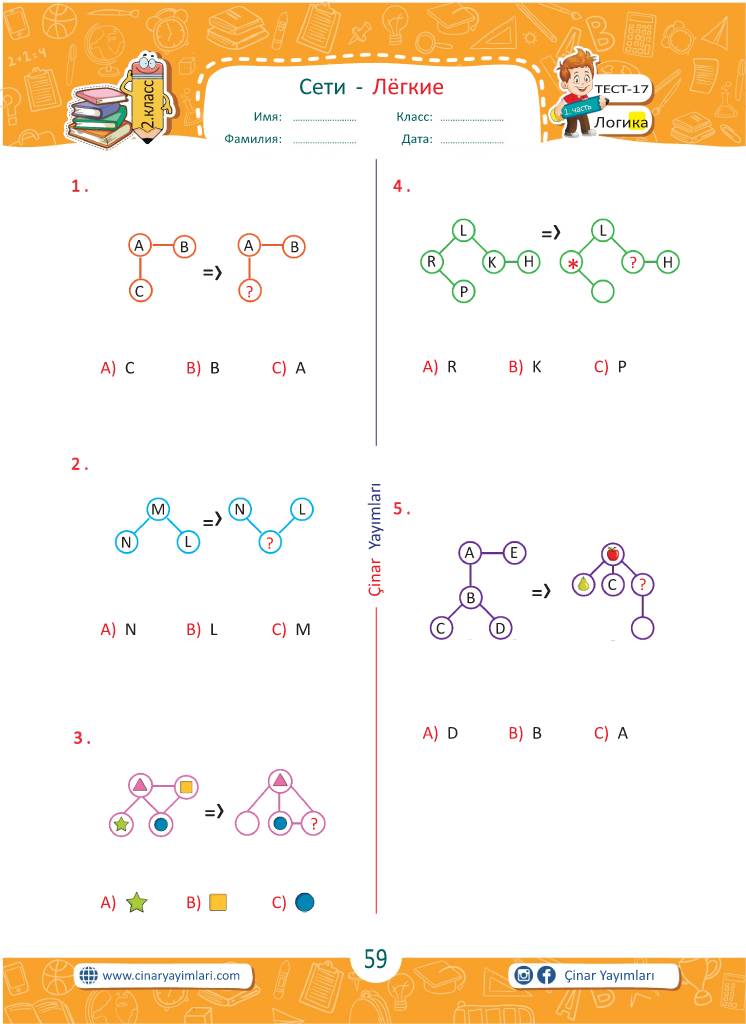 2.класс
Сети - Лёгкие
Имя: ........................ Класс: ........................
Фамилия: ........................ Дата: ........................
1. часть
ТЕСТ-17
Логика
1.
A B
C
=>
A B
?
A) C B) B C) A
2.
M
N L
=>
N L
?
A) N B) L C) M
3.
=>
?
A) B) C)
4.
L
R K H
P
=>
L
* ? H
A) R B) K C) P
5.
A E
B
C D
=>
C ?
A) D B) B C) A
Çinar Yayımları
59
www.cinaryayimlari.com
Çinar Yayımları